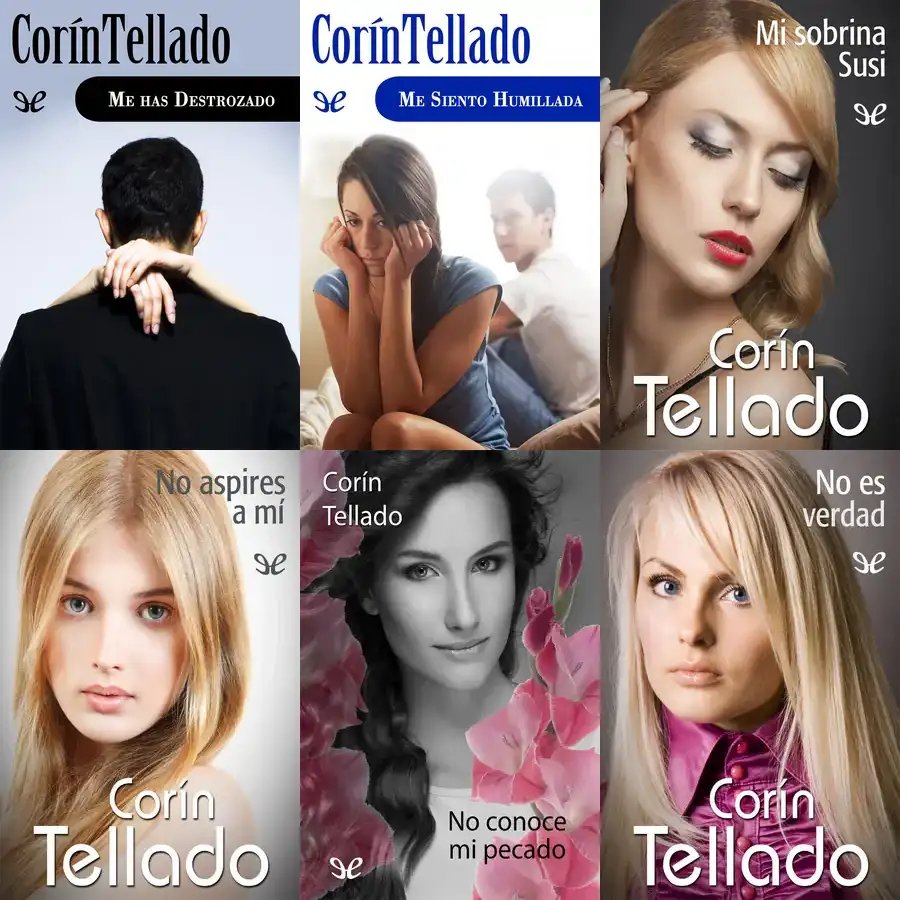 CorínTellado
ME HAS DESTROZADO
CorínTellado
ME SIENTO HUMILLADA
Mi sobrina
Susi
Corín
Tellado
No aspires
a mí
Corín
Tellado
Corín
Tellado
No conoce
mi pecado
No es
verdad
Corín
Tellado